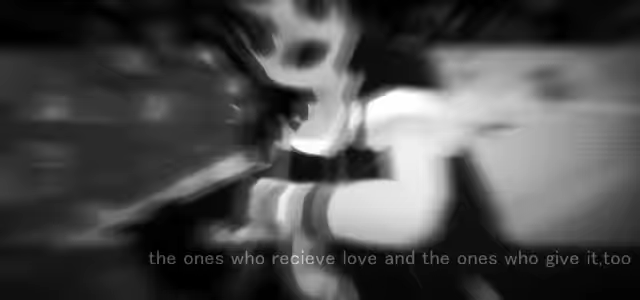 the ones who recieve love and the ones who give it,too